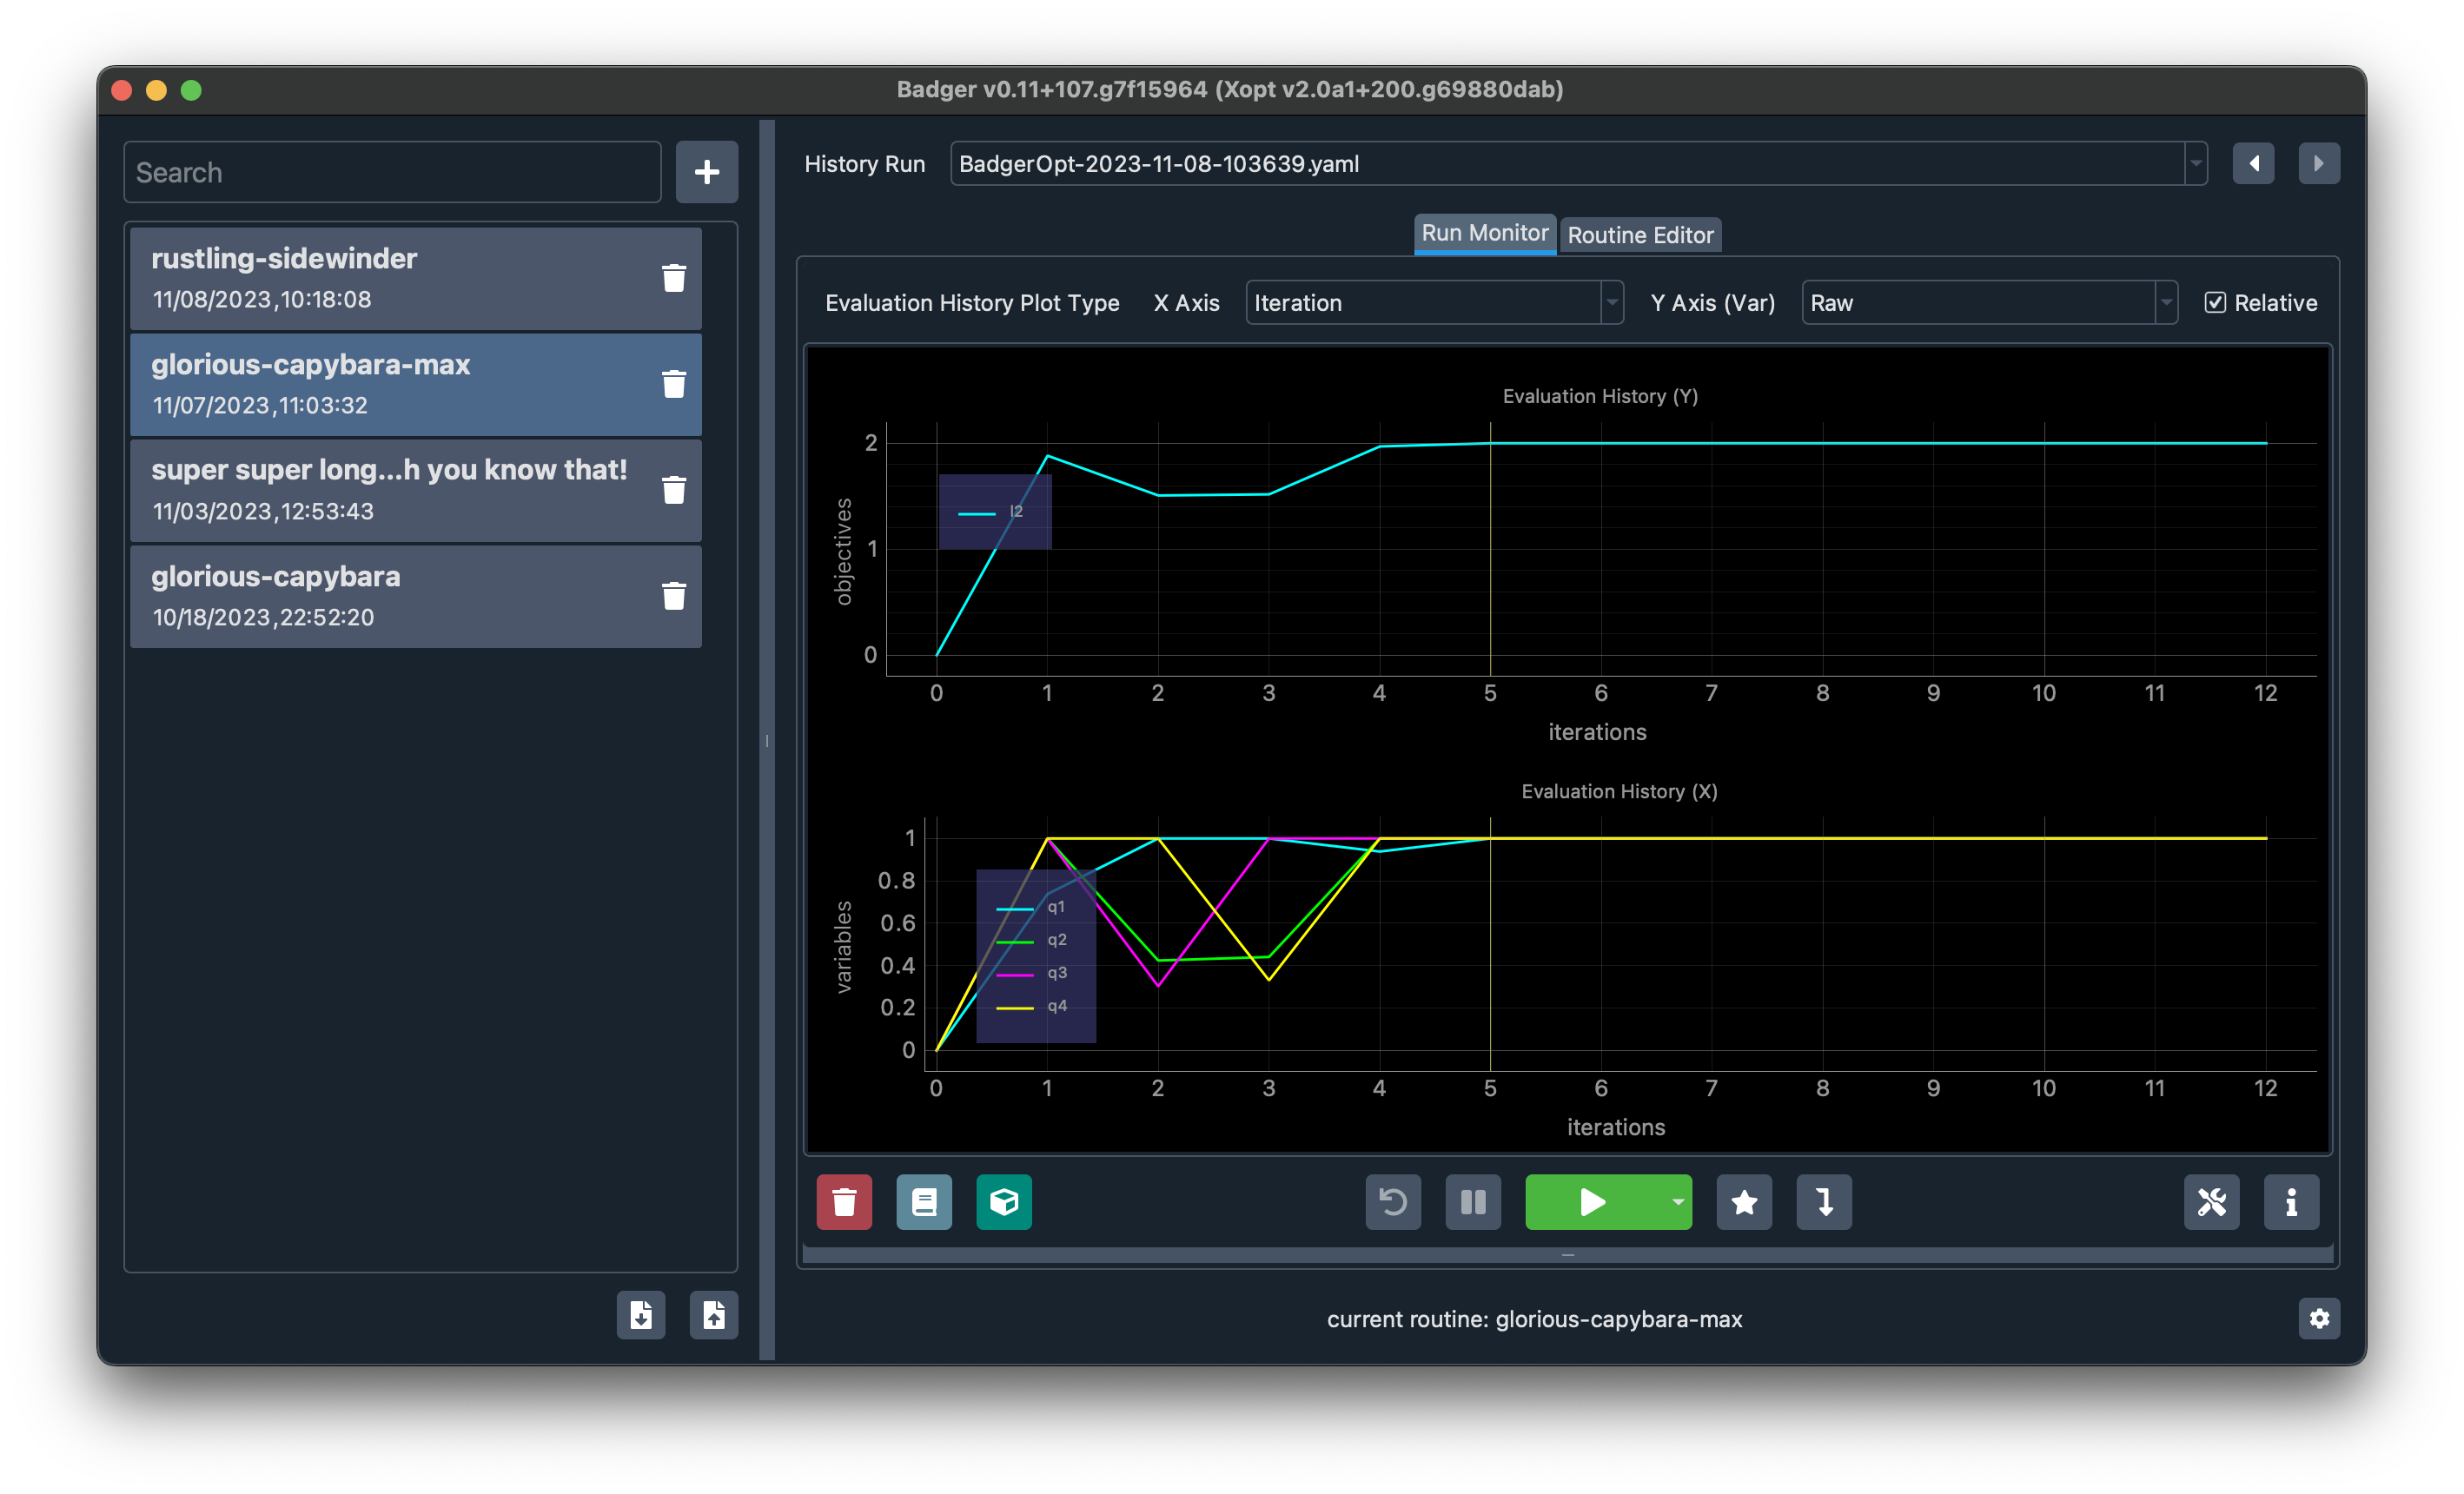 Badger v0.11+107.g7f15964 (Xopt v2.0a1+200.g69880dab)
Search
rustling-sidewinder
11/08/2023,10:18:08
glorious-capybara-max
11/07/2023,11:03:32
super super long...h you know that!
11/03/2023,12:53:43
glorious-capybara
10/18/2023,22:52:20
History Run BadgerOpt-2023-11-08-103639.yaml
Run Monitor Routine Editor
Evaluation History Plot Type X Axis Iteration Y Axis (Var) Raw Relative
Evaluation History (Y)
objectives
2
1
0
l2
0 1 2 3 4 5 6 7 8 9 10 11 12
iterations
Evaluation History (X)
variables
1
0.8
0.6
0.4
0.2
0
q1
q2
q3
q4
0 1 2 3 4 5 6 7 8 9 10 11 12
iterations
current routine: glorious-capybara-max